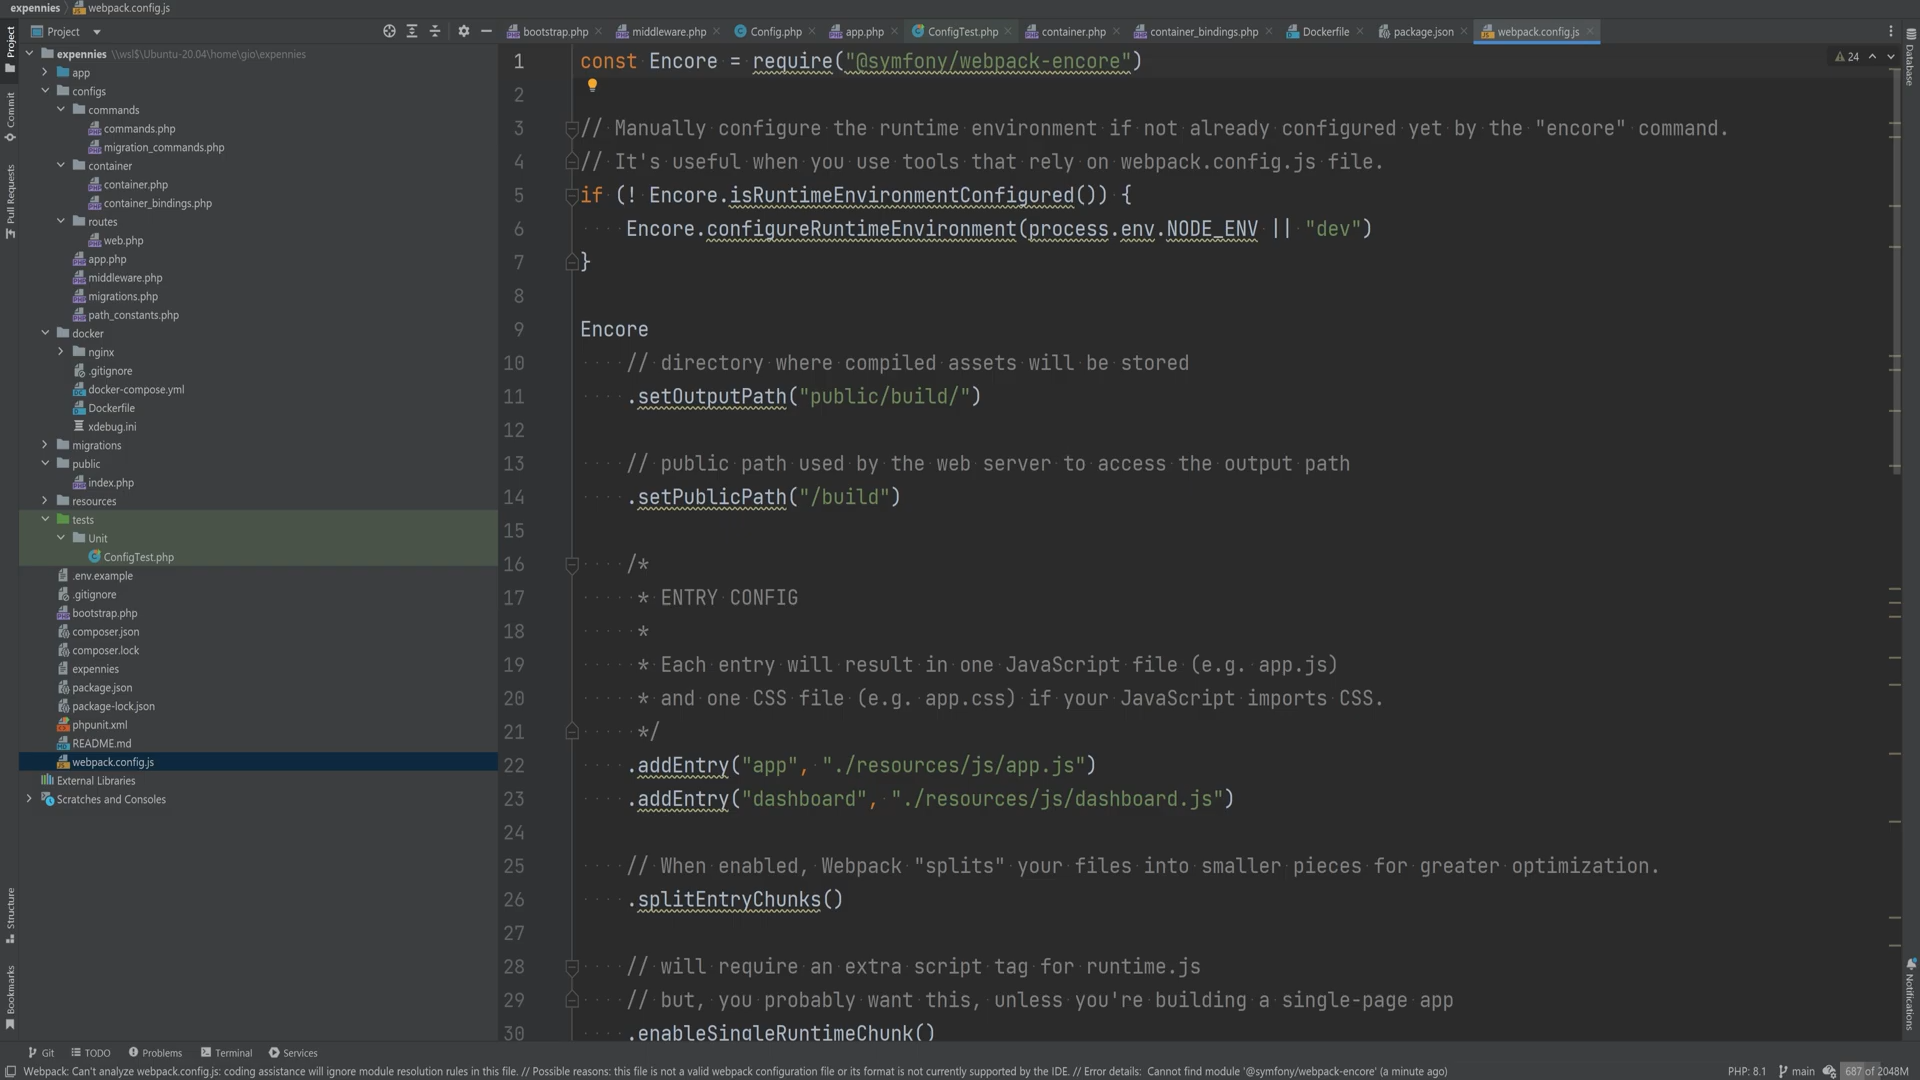 expennies
webpack.config.js
Project
bootstrap.php
middleware.php
Config.php
app.php
ConfigTest.php
container.php
container_bindings.php
Dockerfile
package.json
webpack.config.js
Project
Commit
Pull Requests
Structure
Bookmarks
expennies \\wsl$\Ubuntu-20.04\home\gio\expennies
app
configs
commands
commands.php
migration_commands.php
container
container.php
container_bindings.php
routes
web.php
app.php
middleware.php
migrations.php
path_constants.php
docker
nginx
.gitignore
docker-compose.yml
Dockerfile
xdebug.ini
migrations
public
index.php
resources
tests
Unit
ConfigTest.php
.env.example
.gitignore
bootstrap.php
composer.json
composer.lock
expennies
package.json
package-lock.json
phpunit.xml
README.md
webpack.config.js
External Libraries
Scratches and Consoles
1 const Encore = require("@symfony/webpack-encore")
2
3 // Manually configure the runtime environment if not already configured yet by the "encore" command.
4 // It's useful when you use tools that rely on webpack.config.js file.
5 if (! Encore.isRuntimeEnvironmentConfigured()) {
6 Encore.configureRuntimeEnvironment(process.env.NODE_ENV || "dev")
7 }
8
9 Encore
10 // directory where compiled assets will be stored
11 .setOutputPath("public/build/")
12
13 // public path used by the web server to access the output path
14 .setPublicPath("/build")
15
16 /*
17 * ENTRY CONFIG
18 *
19 * Each entry will result in one JavaScript file (e.g. app.js)
20 * and one CSS file (e.g. app.css) if your JavaScript imports CSS.
21 */
22 .addEntry("app", "./resources/js/app.js")
23 .addEntry("dashboard", "./resources/js/dashboard.js")
24
25 // When enabled, Webpack "splits" your files into smaller pieces for greater optimization.
26 .splitEntryChunks()
27
28 // will require an extra script tag for runtime.js
29 // but, you probably want this, unless you're building a single-page app
30 .enableSingleRuntimeChunk()
24
Database
Notifications
Git
TODO
Problems
Terminal
Services
Webpack: Can't analyze webpack.config.js: coding assistance will ignore module resolution rules in this file. // Possible reasons: this file is not a valid webpack configuration file or its format is not currently supported by the IDE. // Error details: Cannot find module '@symfony/webpack-encore' (a minute ago)
PHP: 8.1
main
687 of 2048M